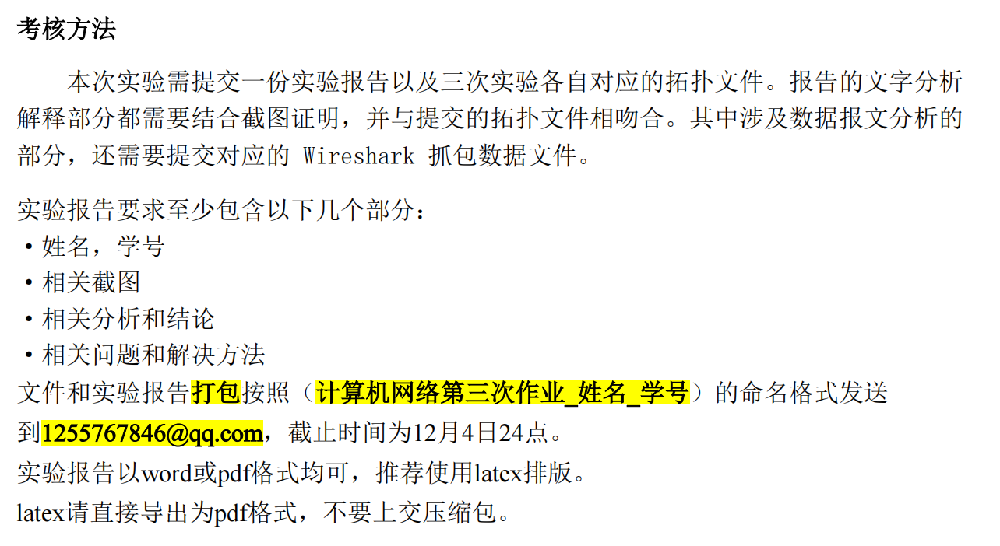 考核方法
本次实验需提交一份实验报告以及三次实验各自对应的拓扑文件。报告的文字分析
解释部分都需要结合截图证明，并与提交的拓扑文件相吻合。其中涉及数据报文分析的
部分，还需要提交对应的 Wireshark 抓包数据文件。
实验报告要求至少包含以下几个部分：
·姓名，学号
·相关截图
·相关分析和结论
·相关问题和解决方法
文件和实验报告打包按照（计算机网络第三次作业_姓名_学号）的命名格式发送
到1255767846@qq.com，截止时间为12月4日24点。
实验报告以word或pdf格式均可，推荐使用latex排版。
latex请直接导出为pdf格式，不要上交压缩包。